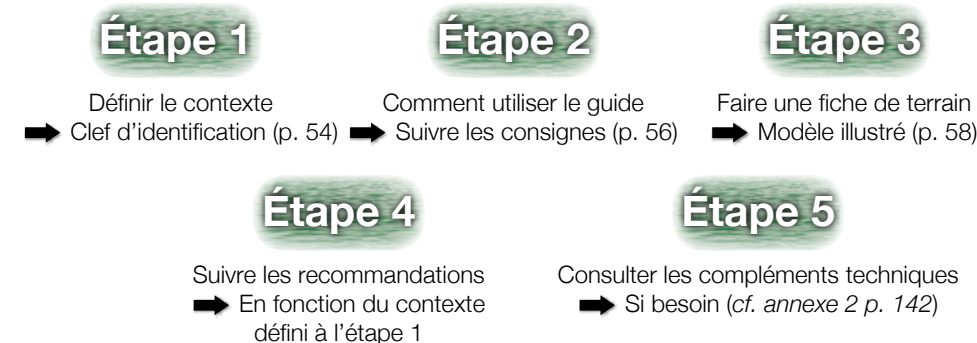 Étape 1
Définir le contexte
➡ Clef d'identification (p. 54)
Étape 2
Comment utiliser le guide
➡ Suivre les consignes (p. 56)
Étape 3
Faire une fiche de terrain
➡ Modèle illustré (p. 58)
Étape 4
Suivre les recommandations
➡ En fonction du contexte
défini à l'étape 1
Étape 5
Consulter les compléments techniques
➡ Si besoin (cf. annexe 2 p. 142)